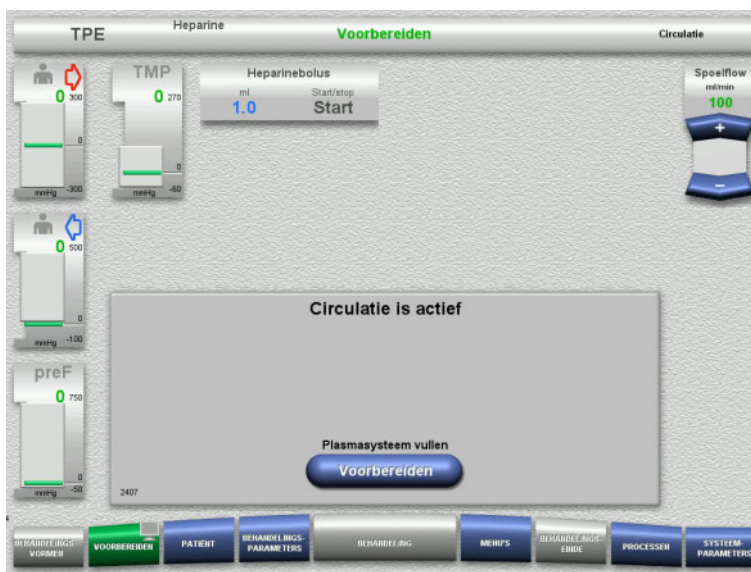 TPE
Heparine
Voorbereiden
Circulatie
0 300
0
-300
mmHg
TMP
0 270
0
-60
mmHg
Heparinebolus
ml Start/stop
1.0 Start
Spoelflow
ml/min
100
+
–
0 500
0
-100
mmHg
preF
0 750
0
-50
mmHg
Circulatie is actief
Plasmasysteem vullen
Voorbereiden
2407
BEHANDELINGS-
VORMEN
VOORBEREIDEN
PATIËNT
BEHANDELINGS-
PARAMETERS
BEHANDELING
MENU'S
BEHANDELINGS-
EINDE
PROCESSEN
SYSTEEM-
PARAMETERS